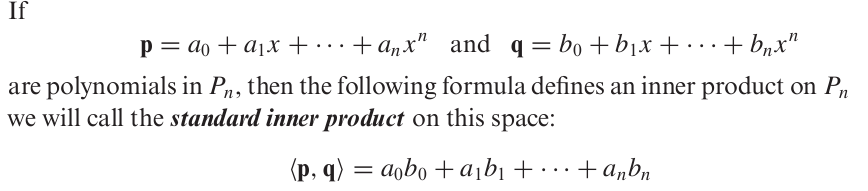 If
𝐩 = a₀ + a₁x + ··· + aₙxⁿ and 𝐪 = b₀ + b₁x + ··· + bₙxⁿ
are polynomials in Pₙ, then the following formula defines an inner product on Pₙ
we will call the standard inner product on this space:
⟨𝐩, 𝐪⟩ = a₀b₀ + a₁b₁ + ··· + aₙbₙ